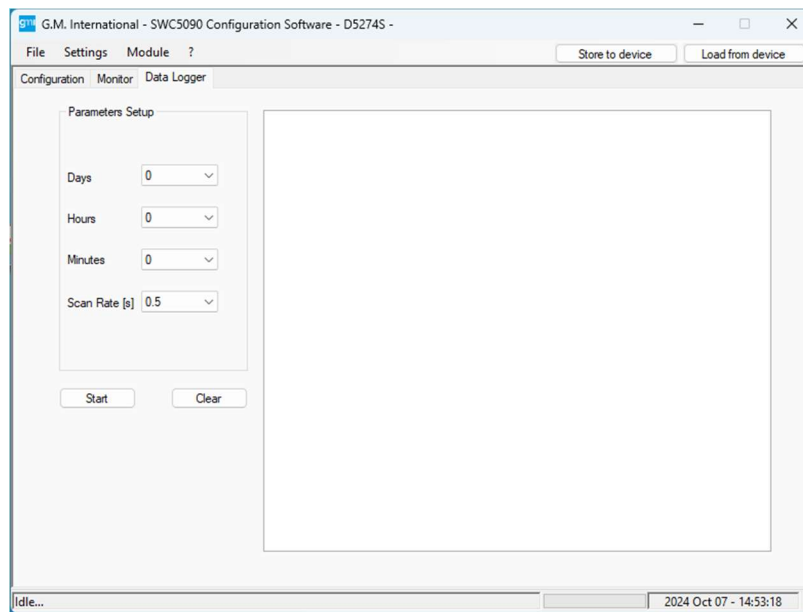 G.M. International - SWC5090 Configuration Software - D5274S -
File Settings Module ? Store to device Load from device
Configuration Monitor Data Logger
Parameters Setup
Days 0
Hours 0
Minutes 0
Scan Rate [s] 0.5
Start Clear
Idle... 2024 Oct 07 - 14:53:18